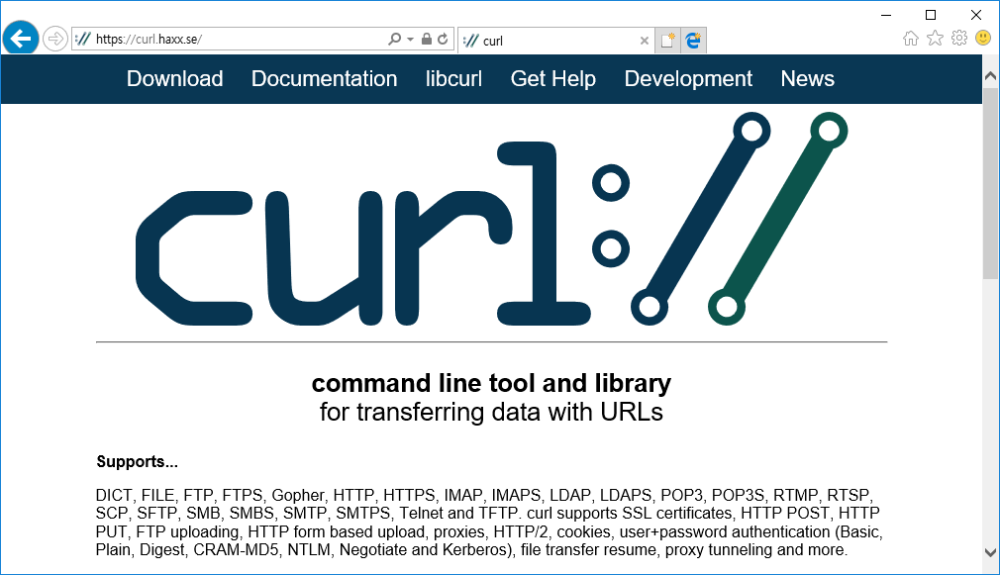 https://curl.haxx.se/
curl
Download Documentation libcurl Get Help Development News
curl://
command line tool and library
for transferring data with URLs
Supports...
DICT, FILE, FTP, FTPS, Gopher, HTTP, HTTPS, IMAP, IMAPS, LDAP, LDAPS, POP3, POP3S, RTMP, RTSP,
SCP, SFTP, SMB, SMBS, SMTP, SMTPS, Telnet and TFTP. curl supports SSL certificates, HTTP POST, HTTP
PUT, FTP uploading, HTTP form based upload, proxies, HTTP/2, cookies, user+password authentication (Basic,
Plain, Digest, CRAM-MD5, NTLM, Negotiate and Kerberos), file transfer resume, proxy tunneling and more.